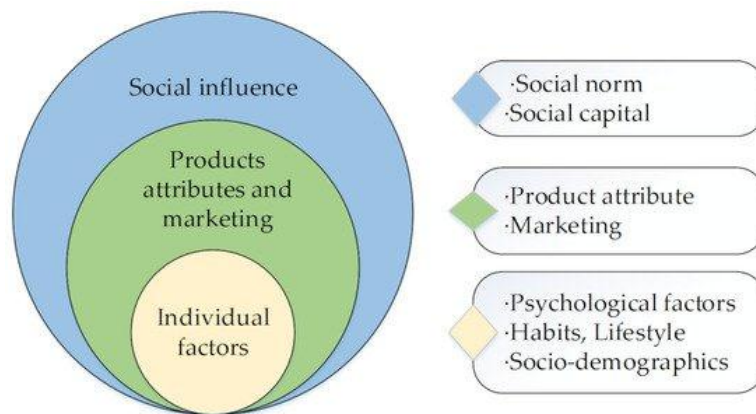 Social influence
Products
attributes and
marketing
Individual
factors
·Social norm
·Social capital
·Product attribute
·Marketing
·Psychological factors
·Habits, Lifestyle
·Socio-demographics